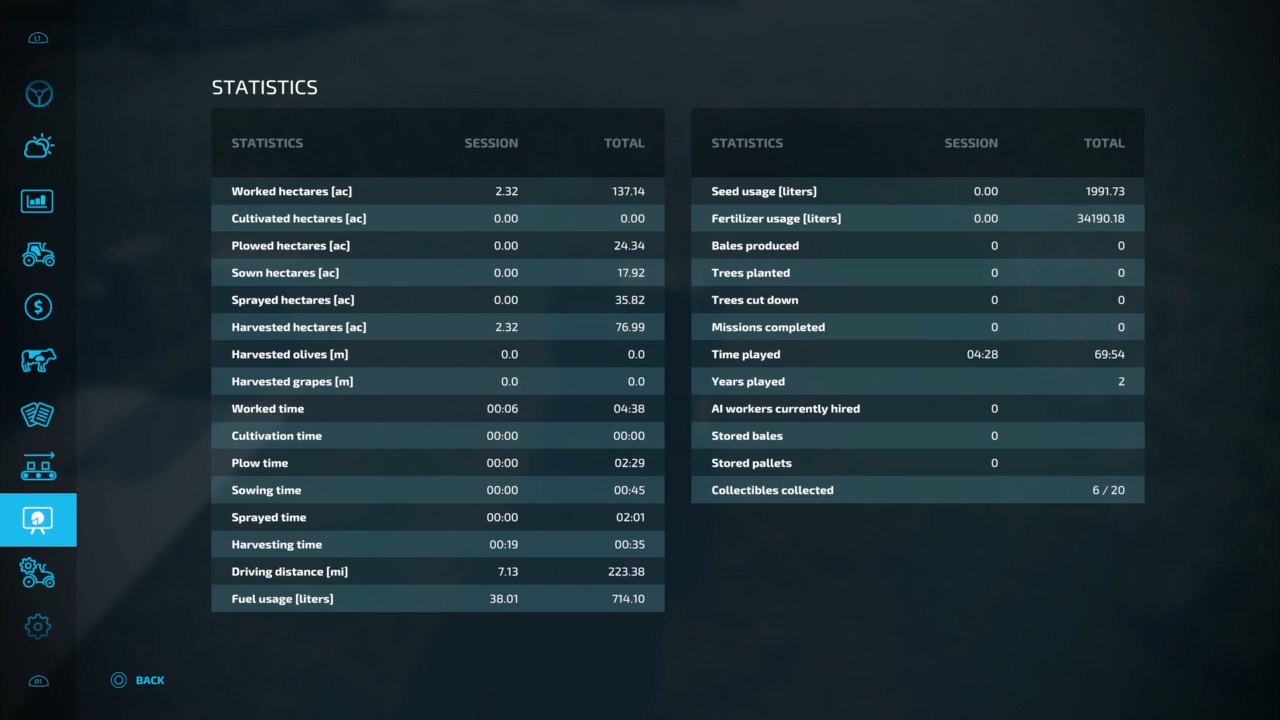 L1
STATISTICS
STATISTICS SESSION TOTAL
Worked hectares [ac] 2.32 137.14
Cultivated hectares [ac] 0.00 0.00
Plowed hectares [ac] 0.00 24.34
Sown hectares [ac] 0.00 17.92
Sprayed hectares [ac] 0.00 35.82
Harvested hectares [ac] 2.32 76.99
Harvested olives [m] 0.0 0.0
Harvested grapes [m] 0.0 0.0
Worked time 00:06 04:38
Cultivation time 00:00 00:00
Plow time 00:00 02:29
Sowing time 00:00 00:45
Sprayed time 00:00 02:01
Harvesting time 00:19 00:35
Driving distance [mi] 7.13 223.38
Fuel usage [liters] 38.01 714.10
STATISTICS SESSION TOTAL
Seed usage [liters] 0.00 1991.73
Fertilizer usage [liters] 0.00 34190.18
Bales produced 0 0
Trees planted 0 0
Trees cut down 0 0
Missions completed 0 0
Time played 04:28 69:54
Years played 2
AI workers currently hired 0
Stored bales 0
Stored pallets 0
Collectibles collected 6 / 20
R1
BACK